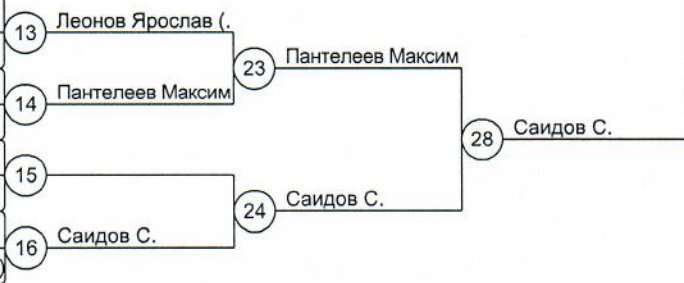 13 Леонов Ярослав (.
23 Пантелеев Максим
14 Пантелеев Максим
28 Саидов С.
15
24 Саидов С.
16 Саидов С.